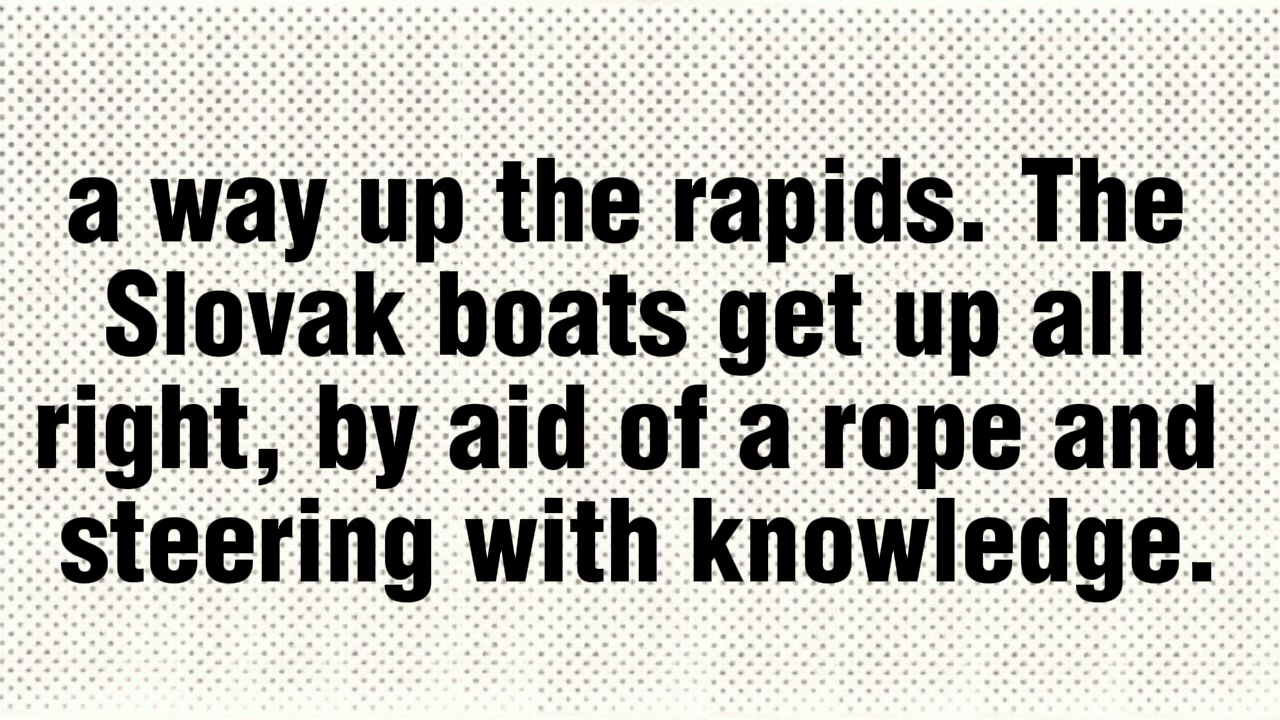 a way up the rapids. The
Slovak boats get up all
right, by aid of a rope and
steering with knowledge.